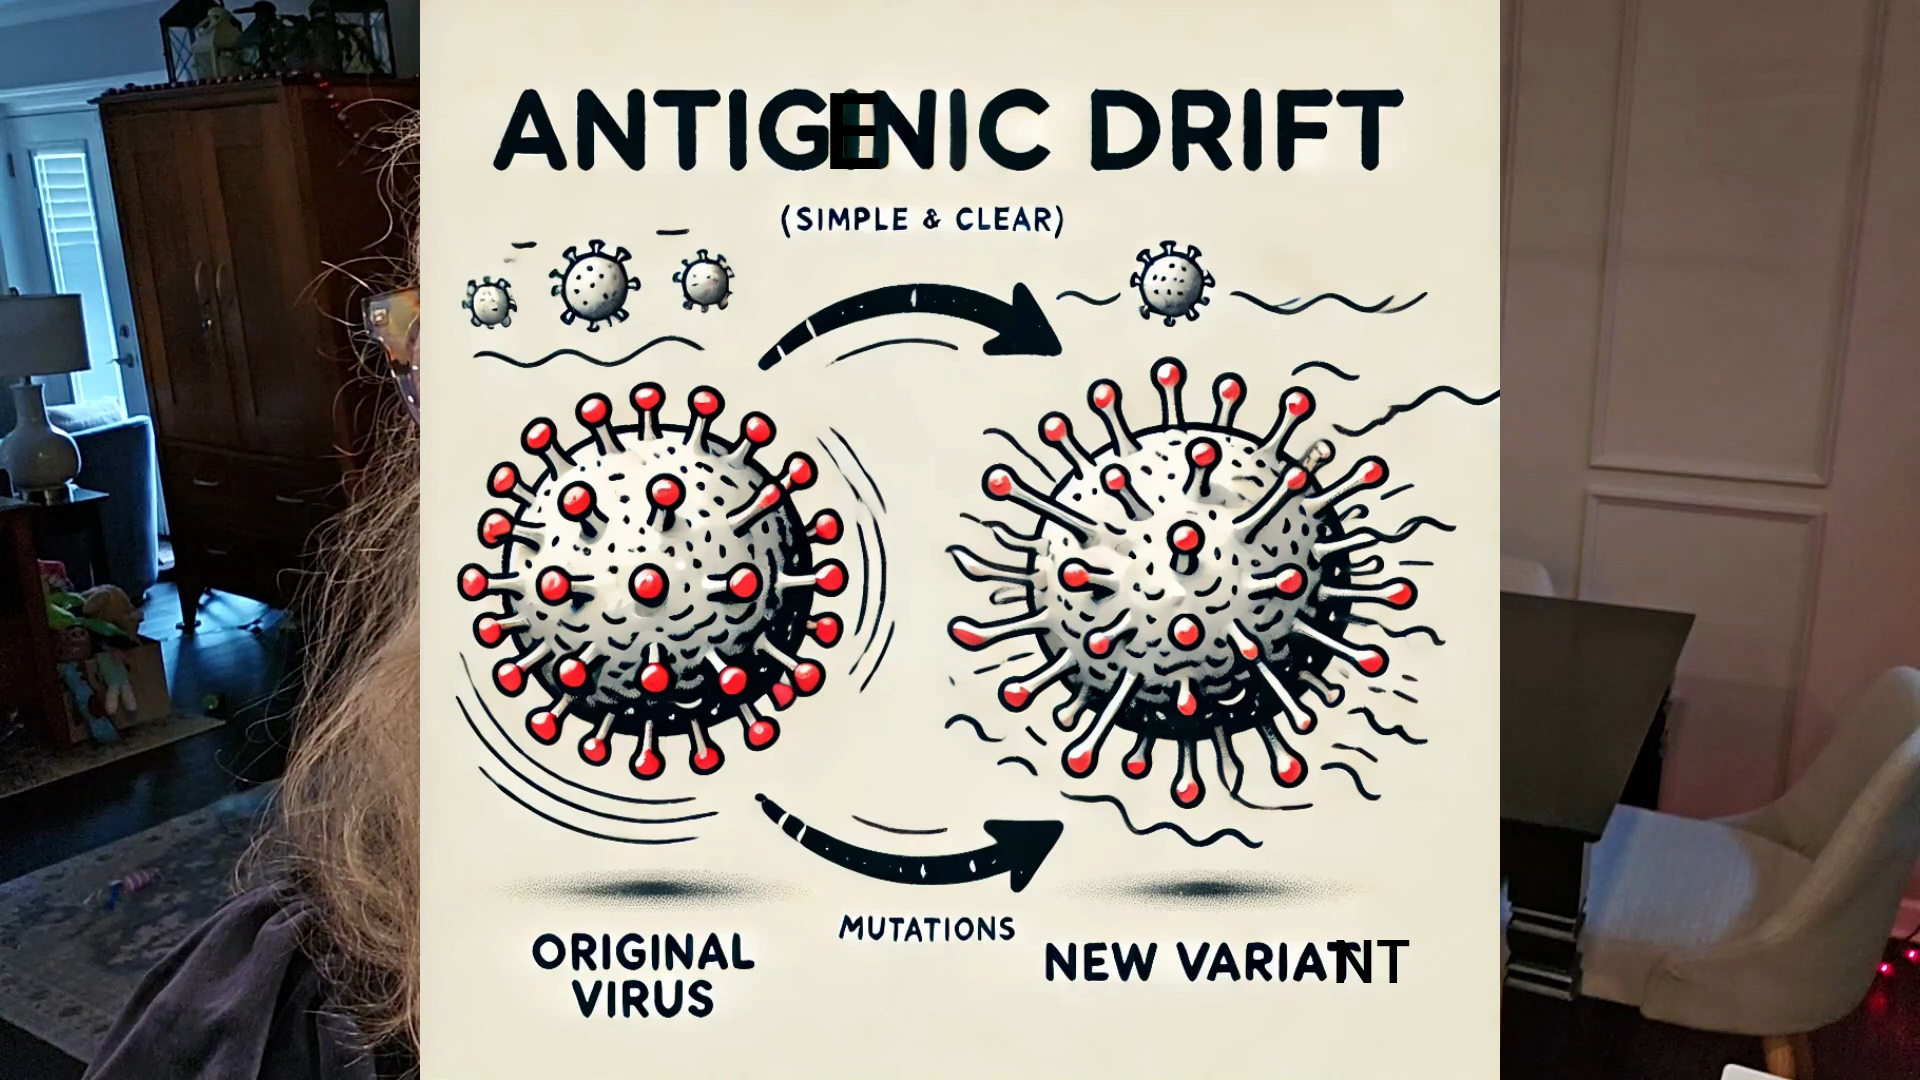 ANTIGENIC DRIFT
(SIMPLE & CLEAR)
MUTATIONS
ORIGINAL
VIRUS
NEW VARIANT